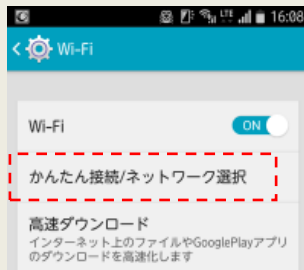 LTE 16:08
Wi-Fi
Wi-Fi ON
かんたん接続/ネットワーク選択
高速ダウンロード
インターネット上のファイルやGooglePlayアプリ
のダウンロードを高速化します